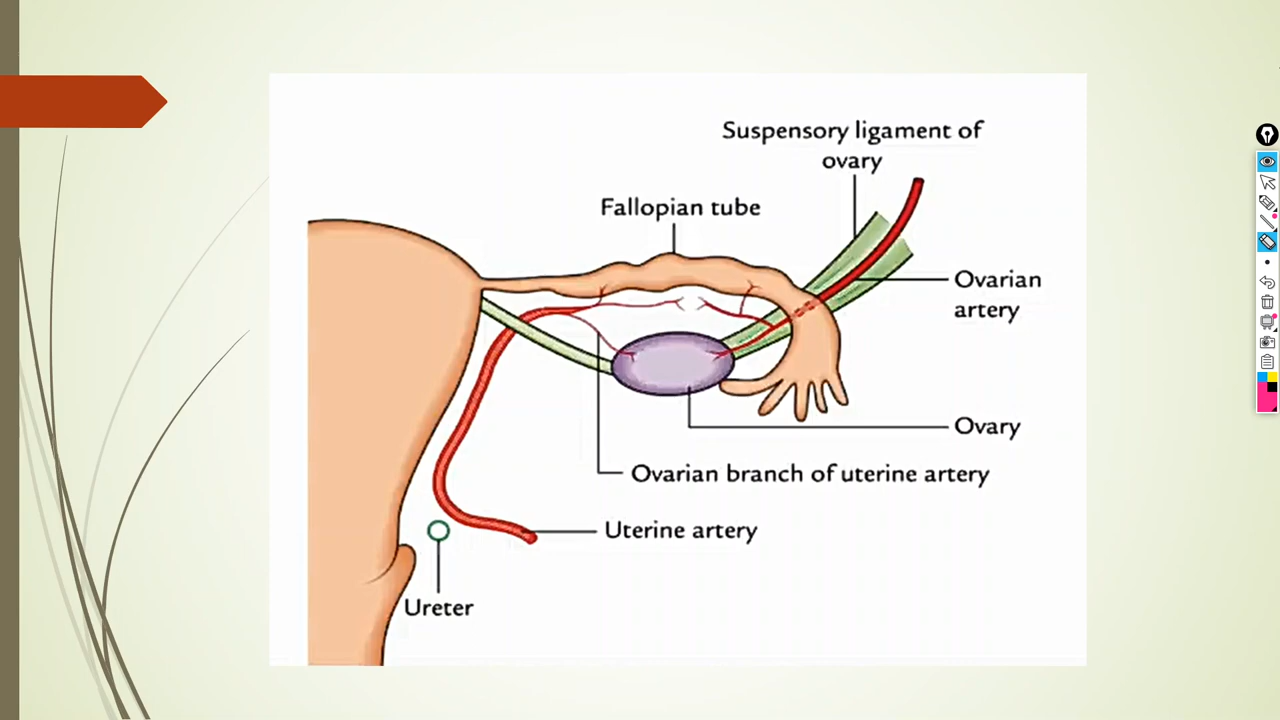 Suspensory ligament of
ovary
Fallopian tube
Ovarian
artery
Ovary
Ovarian branch of uterine artery
Uterine artery
Ureter